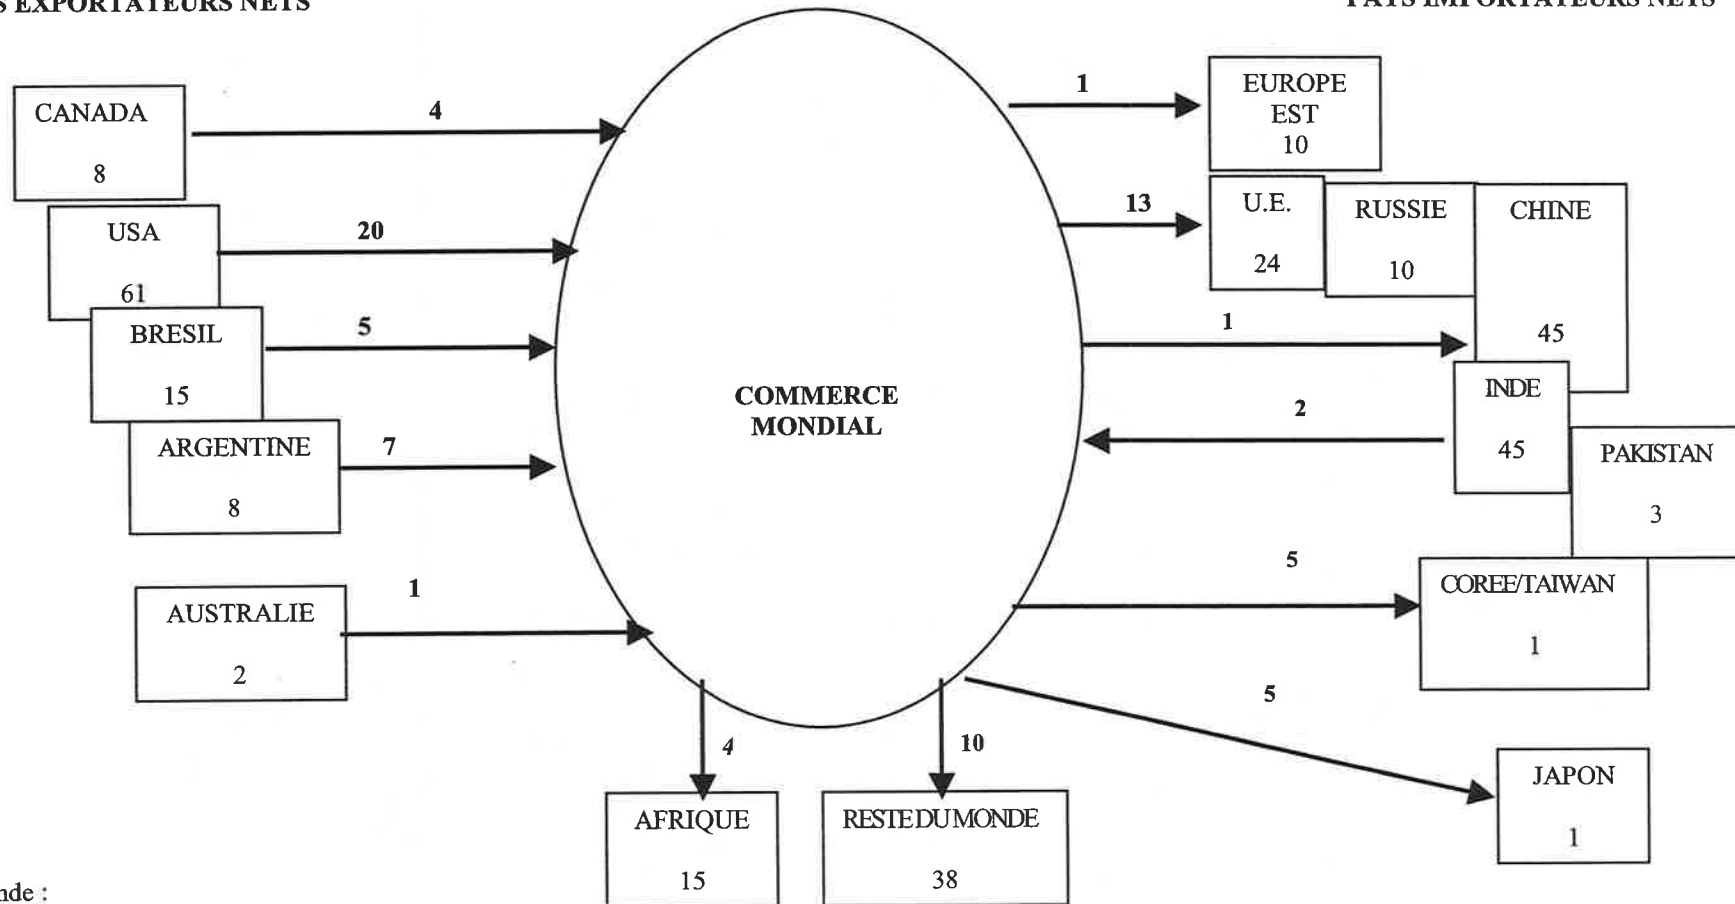 EXPORTATEURS NETS
PAYS IMPORTATEURS NETS
CANADA
8
4
USA
61
20
BRESIL
15
5
ARGENTINE
8
7
AUSTRALIE
2
1
COMMERCE
MONDIAL
1
EUROPE
EST
10
13
U.E.
24
RUSSIE
10
CHINE
45
1
INDE
45
2
PAKISTAN
3
5
COREE/TAIWAN
1
5
JAPON
1
4
AFRIQUE
15
10
RESTE DU MONDE
38